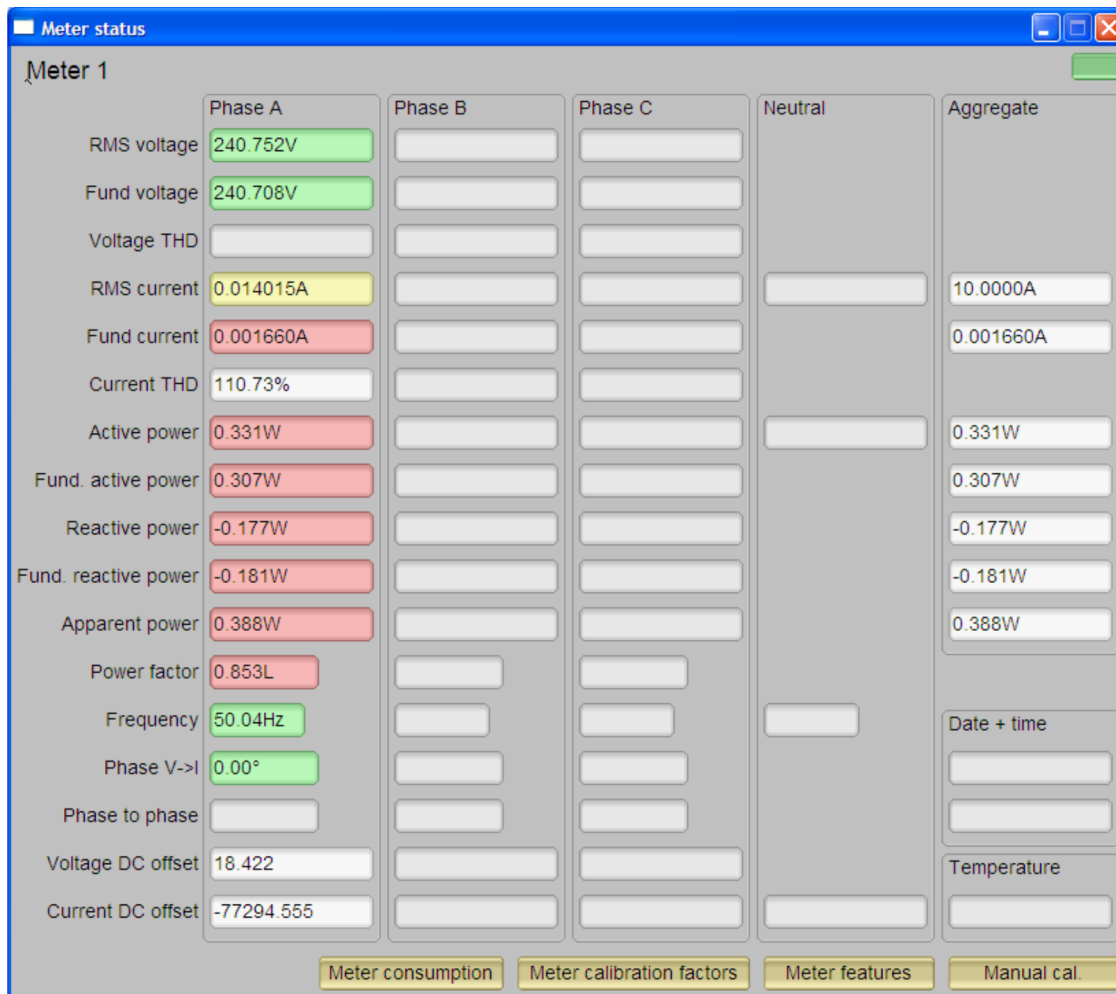 Meter status
Meter 1
Phase A Phase B Phase C Neutral Aggregate
RMS voltage 240.752V
Fund voltage 240.708V
Voltage THD
RMS current 0.014015A 10.0000A
Fund current 0.001660A 0.001660A
Current THD 110.73%
Active power 0.331W 0.331W
Fund. active power 0.307W 0.307W
Reactive power -0.177W -0.177W
Fund. reactive power -0.181W -0.181W
Apparent power 0.388W 0.388W
Power factor 0.853L
Frequency 50.04Hz Date + time
Phase V->I 0.00°
Phase to phase
Voltage DC offset 18.422 Temperature
Current DC offset -77294.555
Meter consumption Meter calibration factors Meter features Manual cal.